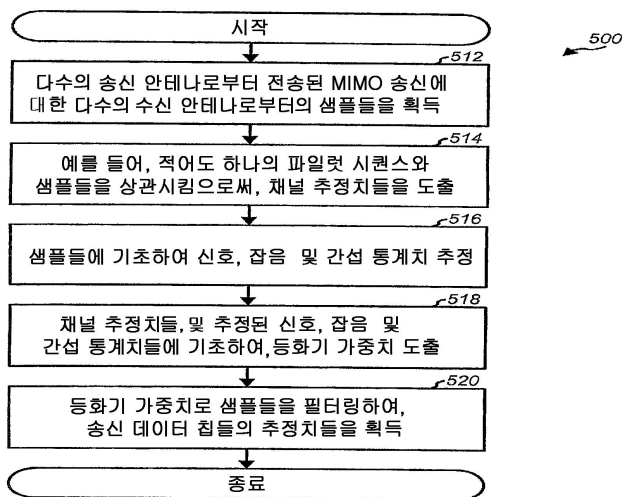 시작
500
512
다수의 송신 안테나로부터 전송된 MIMO 송신에
대한 다수의 수신 안테나로부터의 샘플들을 획득
514
예를 들어, 적어도 하나의 파일럿 시퀀스와
샘플들을 상관시킴으로써, 채널 추정치들을 도출
516
샘플들에 기초하여 신호, 잡음 및 간섭 통계치 추정
518
채널 추정치들, 및 추정된 신호, 잡음 및
간섭 통계치들에 기초하여, 등화기 가중치 도출
520
등화기 가중치로 샘플들을 필터링하여,
송신 데이터 칩들의 추정치들을 획득
종료